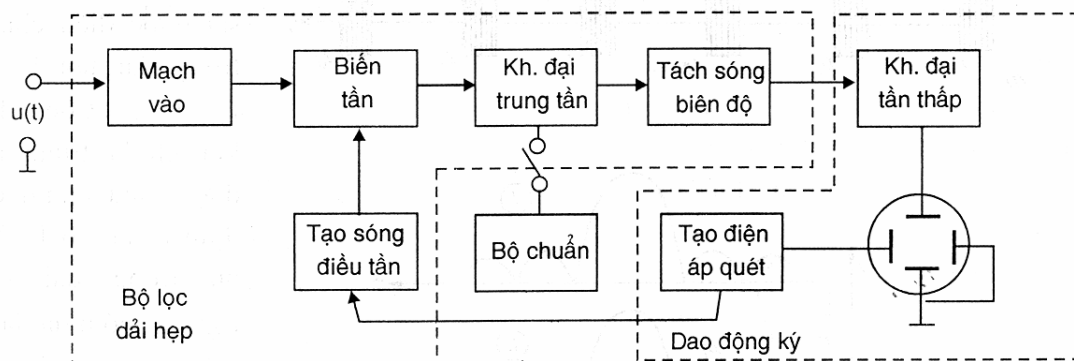 Mạch
vào
Biến
tần
Kh. đại
trung tần
Tách sóng
biên độ
Kh. đại
tần thấp
u(t)
Tạo sóng
điều tần
Bộ chuẩn
Tạo điện
áp quét
Bộ lọc
dải hẹp
Dao động ký